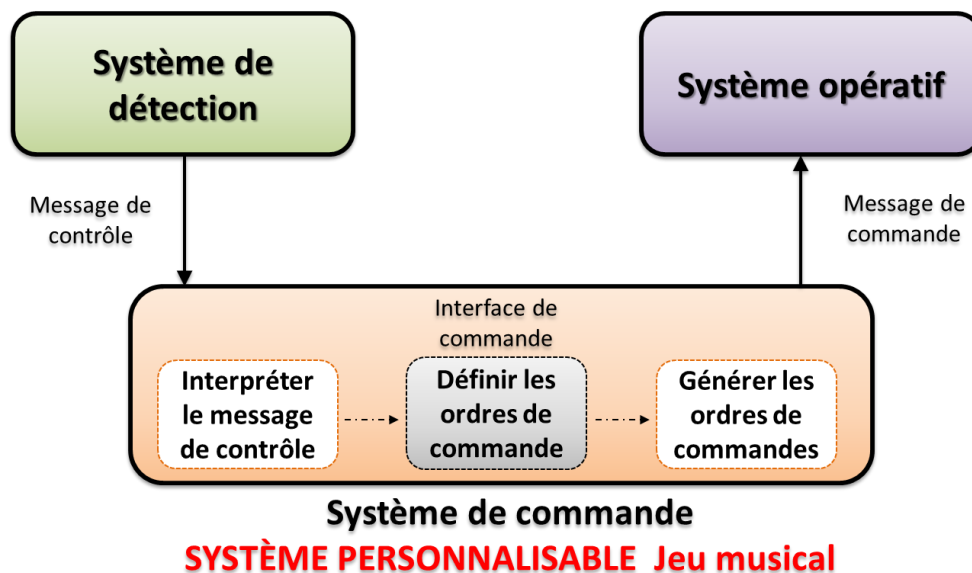 Système de
détection
Système opératif
Message de
contrôle
Message de
commande
Interface de
commande
Interpréter
le message
de contrôle
Définir les
ordres de
commande
Générer les
ordres de
commandes
Système de commande
SYSTÈME PERSONNALISABLE Jeu musical